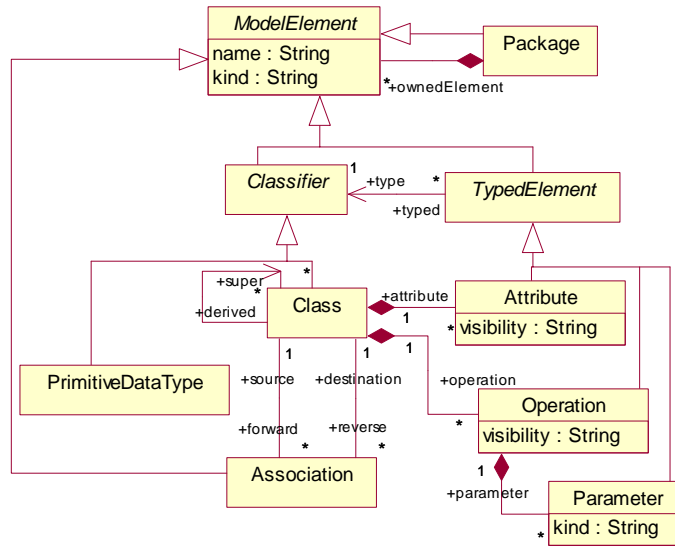 ModelElement
name : String
kind : String
Package
*
+ownedElement
Classifier
1
+type
*
+typed
TypedElement
+super
*
*
+derived
Class
+attribute
1
*
Attribute
visibility : String
PrimitiveDataType
1
1
1
+source
+destination
+operation
*
Operation
visibility : String
+forward
*
+reverse
*
Association
1
+parameter
*
Parameter
kind : String